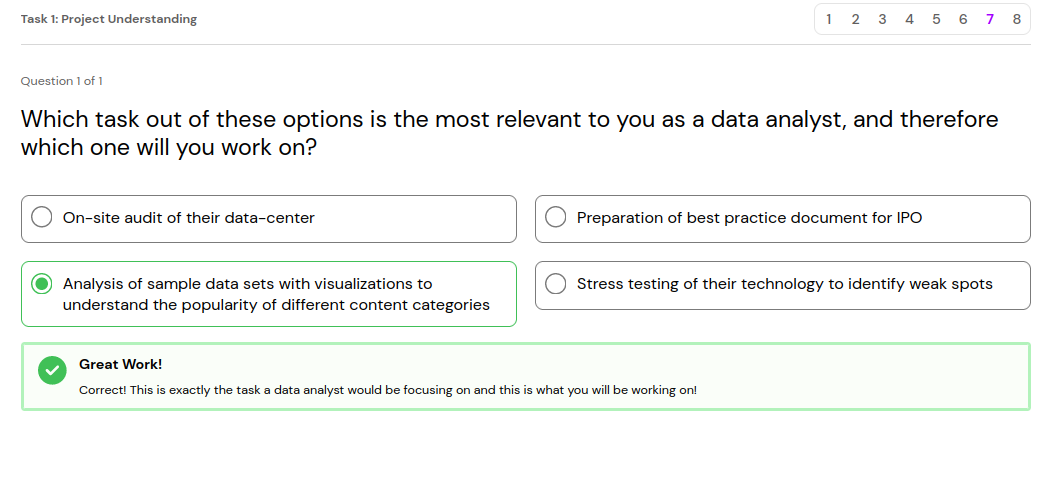 Task 1: Project Understanding
1 2 3 4 5 6 7 8
Question 1 of 1
Which task out of these options is the most relevant to you as a data analyst, and therefore
which one will you work on?
On-site audit of their data-center
Preparation of best practice document for IPO
Analysis of sample data sets with visualizations to
understand the popularity of different content categories
Stress testing of their technology to identify weak spots
Great Work!
Correct! This is exactly the task a data analyst would be focusing on and this is what you will be working on!